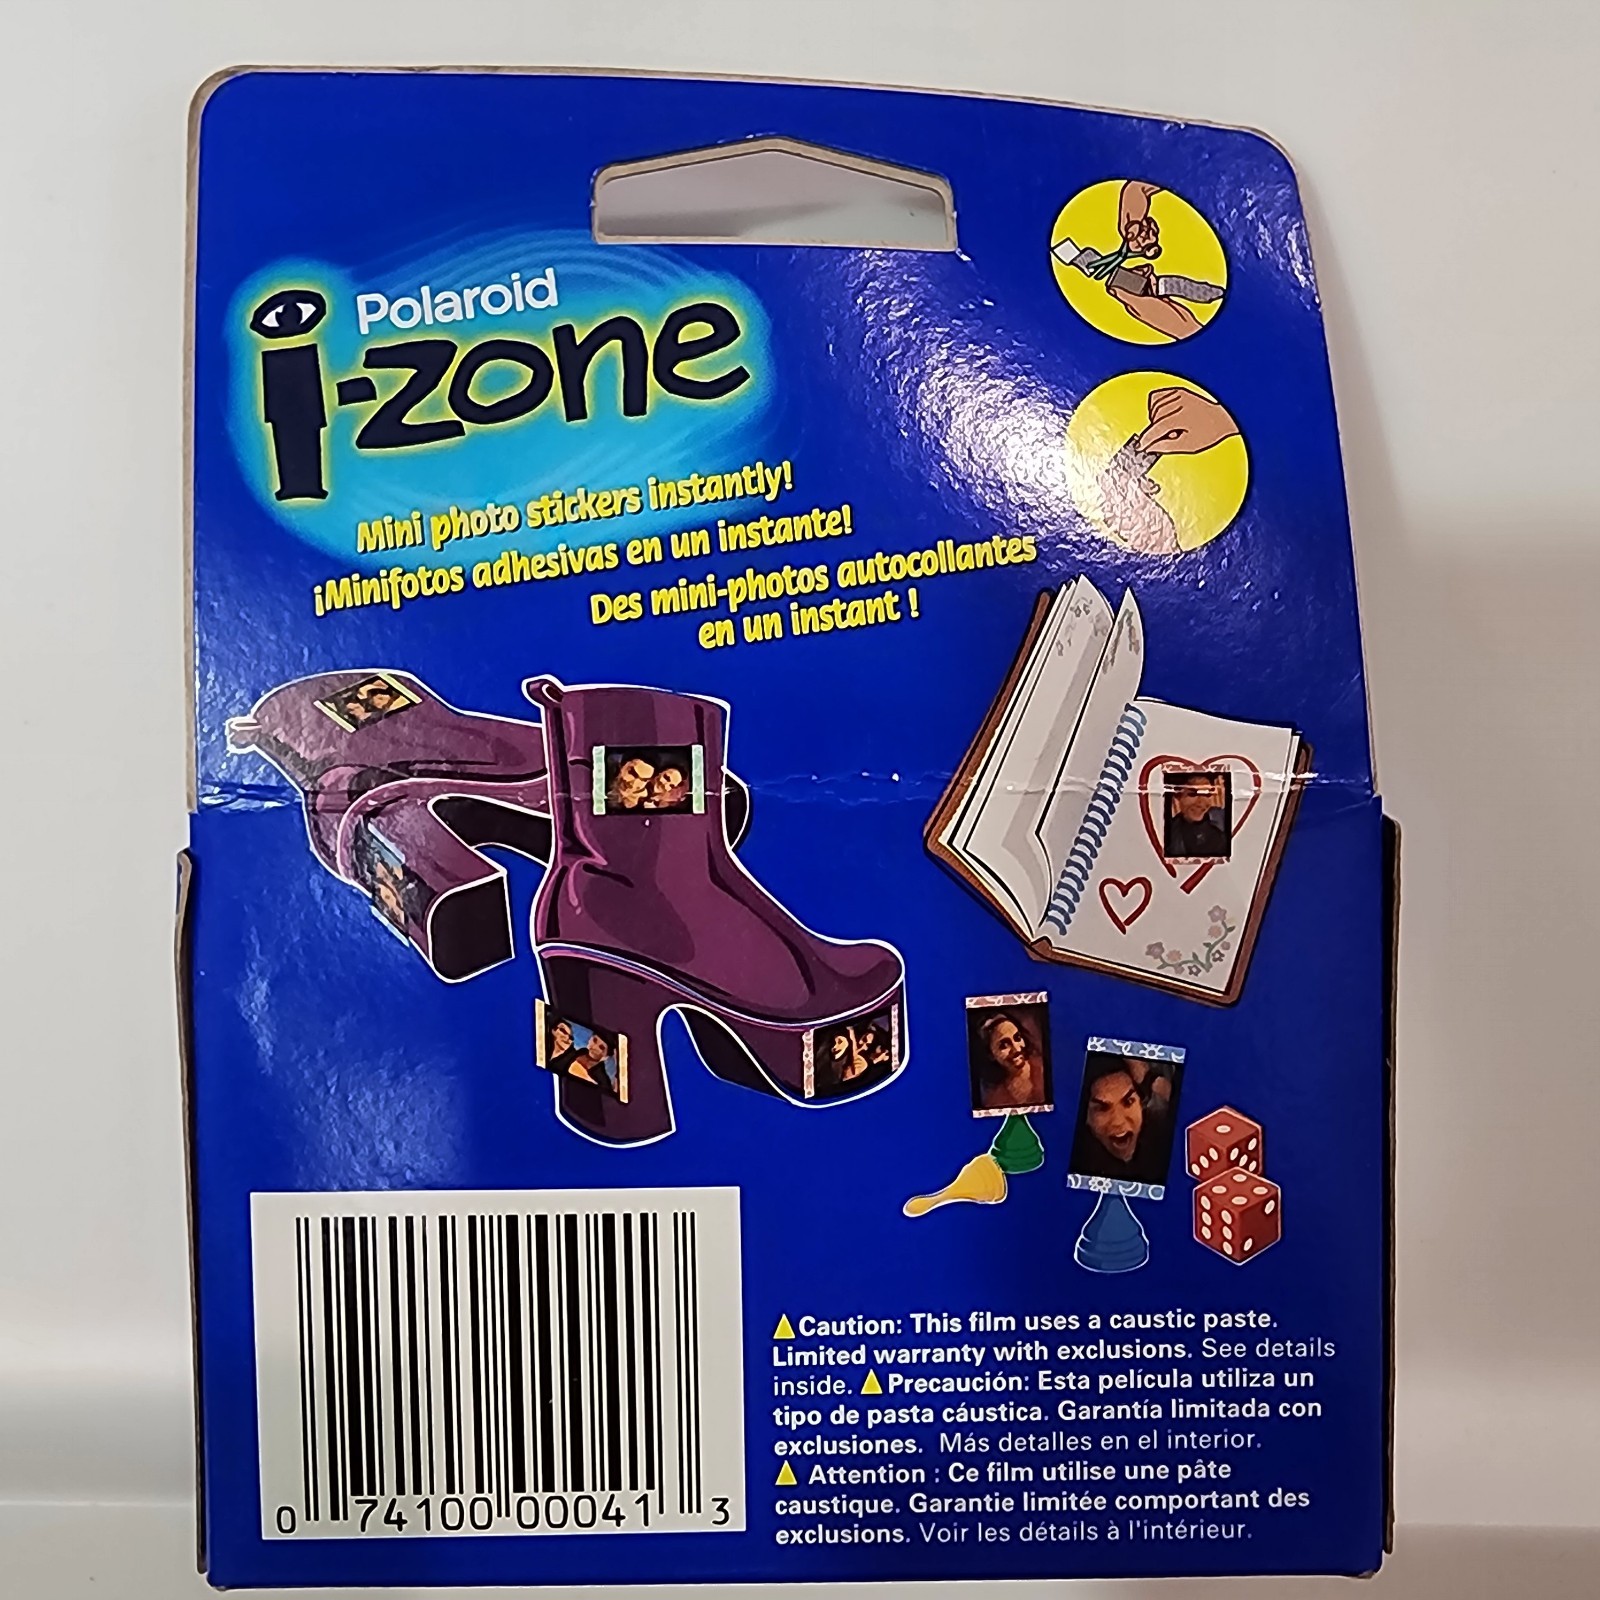 Polaroid
i-zone
Mini photo stickers instantly!
¡Minifotos adhesivas en un instante!
Des mini-photos autocollantes
en un instant !
Caution: This film uses a caustic paste.
Limited warranty with exclusions. See details
inside. Precaución: Esta película utiliza un
tipo de pasta cáustica. Garantía limitada con
exclusiones. Más detalles en el interior.
Attention : Ce film utilise une pâte
caustique. Garantie limitée comportant des
exclusions. Voir les détails à l'intérieur.
0 74100 00041 3